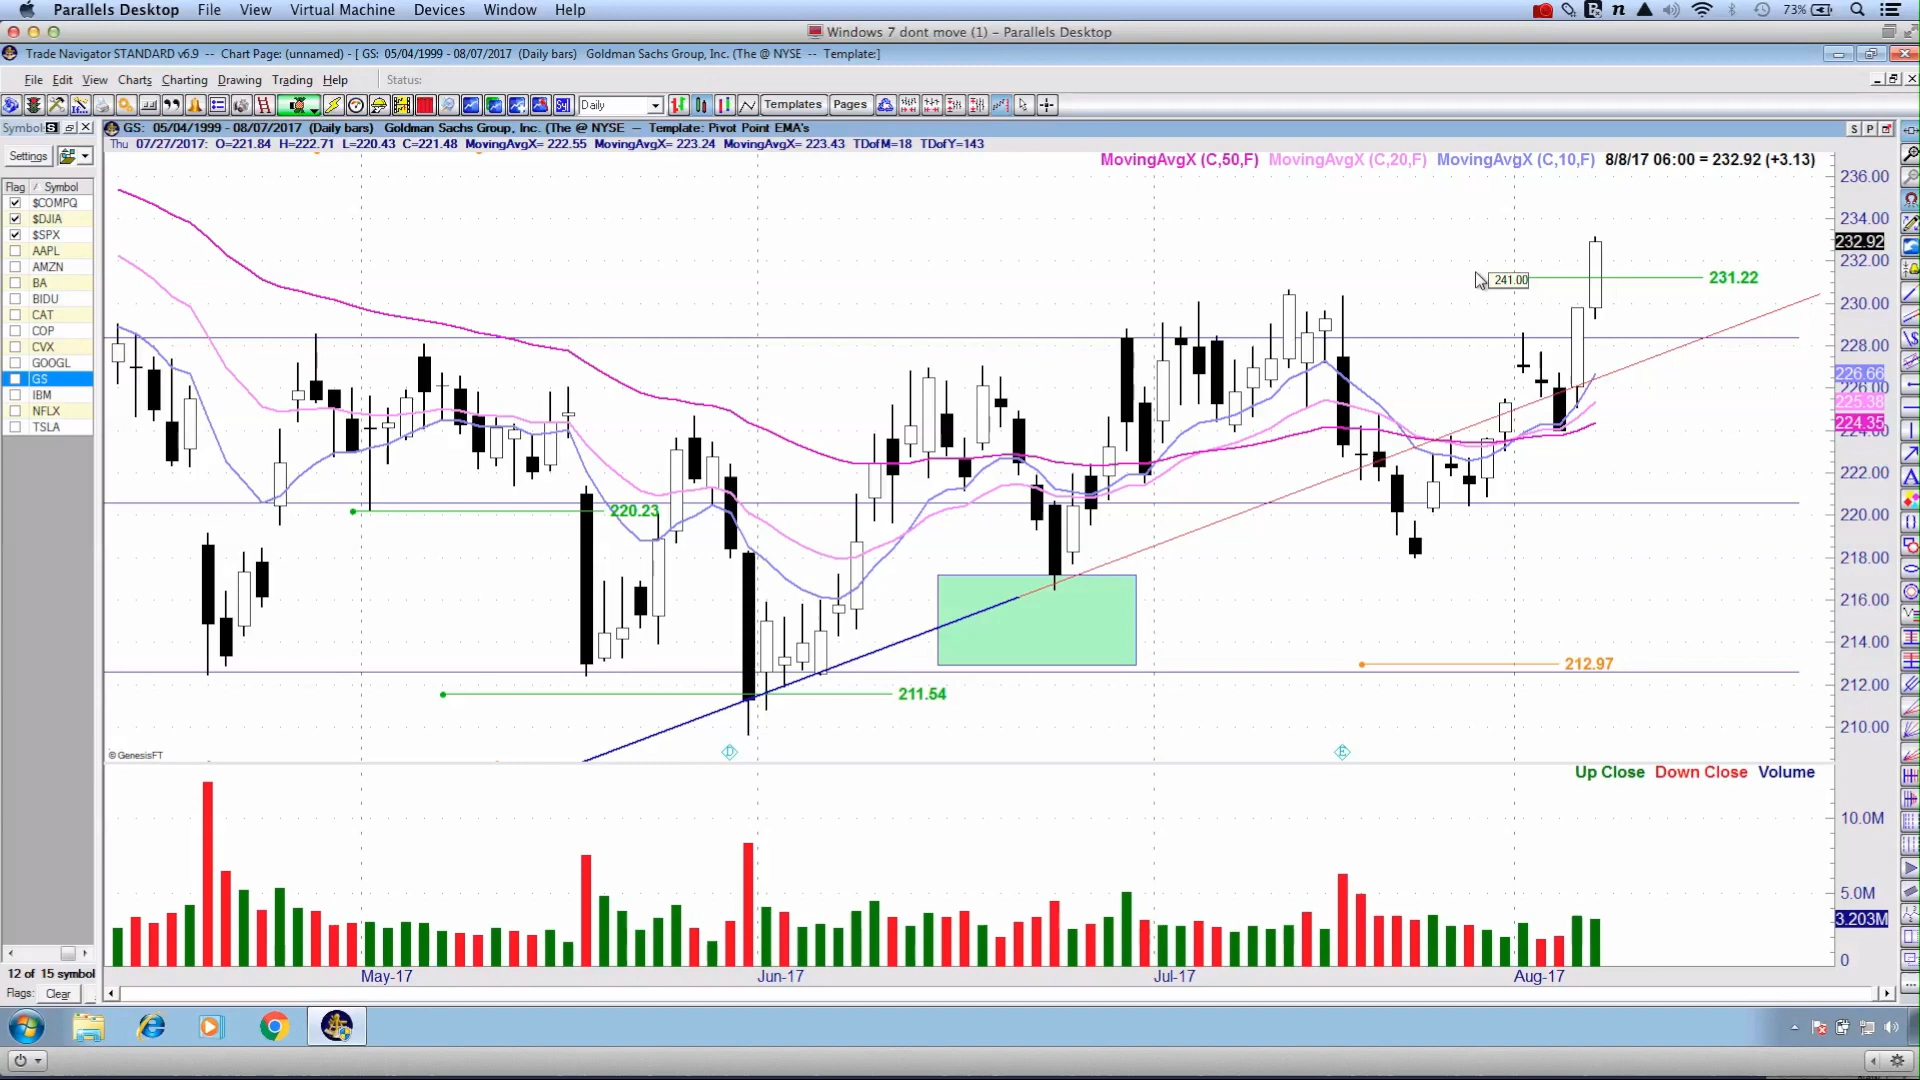 Parallels Desktop File View Virtual Machine Devices Window Help 73%
Windows 7 dont move (1) - Parallels Desktop
Trade Navigator STANDARD v6.9 -- Chart Page: (unnamed) - [ GS: 05/04/1999 - 08/07/2017 (Daily bars) Goldman Sachs Group, Inc. (The @ NYSE -- Template:]
File Edit View Charts Charting Drawing Trading Help Status:
Daily Templates Pages
Symbol
GS: 05/04/1999 - 08/07/2017 (Daily bars) Goldman Sachs Group, Inc. (The @ NYSE -- Template: Pivot Point EMA's S P
Thu 07/27/2017: O=221.84 H=222.71 L=220.43 C=221.48 MovingAvgX= 222.55 MovingAvgX= 223.24 MovingAvgX= 223.43 TDofM=18 TDofY=143
Settings
MovingAvgX (C,50,F) MovingAvgX (C,20,F) MovingAvgX (C,10,F) 8/8/17 06:00 = 232.92 (+3.13)
Flag Symbol
$COMPQ
$DJIA
$SPX
AAPL
AMZN
BA
BIDU
CAT
COP
CVX
GOOGL
GS
IBM
NFLX
TSLA
236.00
234.00
232.92
232.00
230.00
228.00
226.66
226.00
225.38
224.35
224.00
222.00
220.00
218.00
216.00
214.00
212.00
210.00
241.00
231.22
220.23
212.97
211.54
D
E
© GenesisFT
Up Close Down Close Volume
10.0M
5.0M
3.203M
0
May-17 Jun-17 Jul-17 Aug-17
12 of 15 symbol
Flags: Clear